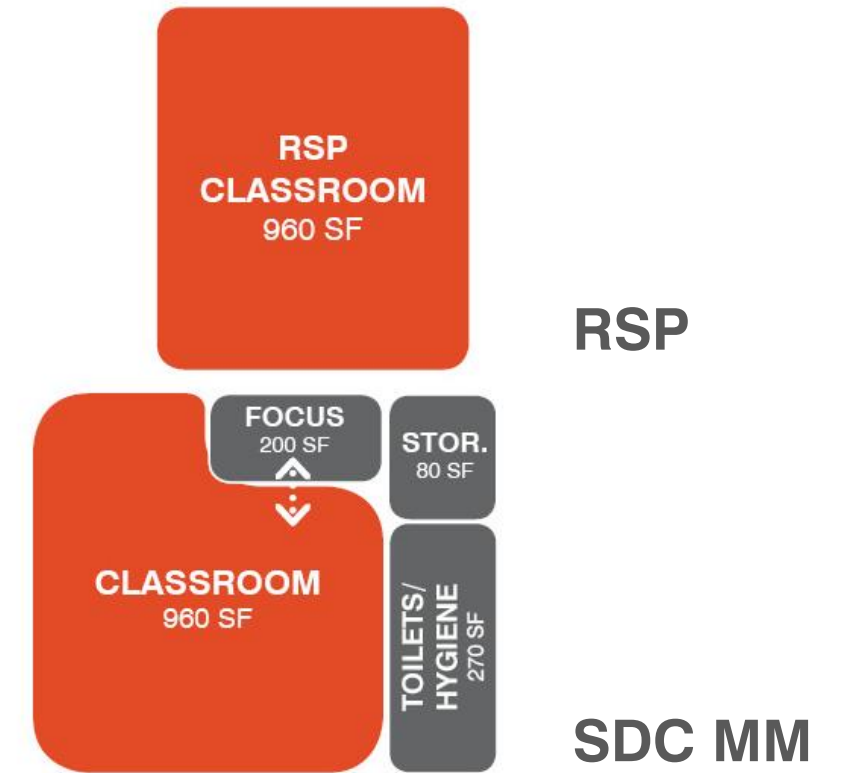 RSP
CLASSROOM
960 SF
RSP
FOCUS
200 SF
STOR.
80 SF
CLASSROOM
960 SF
TOILETS/
HYGIENE
270 SF
SDC MM